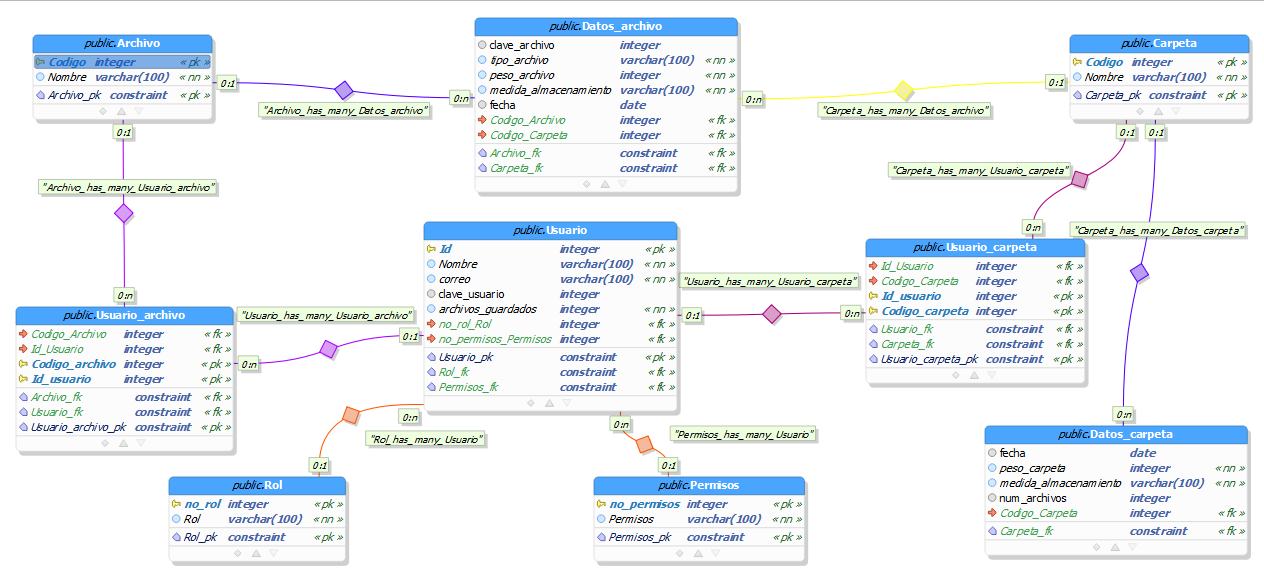 public.Archivo
Codigo integer « pk »
Nombre varchar(100) « nn »
Archivo_pk constraint « pk »
0:1
"Archivo_has_many_Datos_archivo"
0:n
public.Datos_archivo
clave_archivo integer
tipo_archivo varchar(100) « nn »
peso_archivo integer « nn »
medida_almacenamiento varchar(100) « nn »
fecha date
Codigo_Archivo integer « fk »
Codigo_Carpeta integer « fk »
Archivo_fk constraint « fk »
Carpeta_fk constraint « fk »
0:n
"Carpeta_has_many_Datos_archivo"
0:1
public.Carpeta
Codigo integer « pk »
Nombre varchar(100) « nn »
Carpeta_pk constraint « pk »
0:1
"Archivo_has_many_Usuario_archivo"
0:n
0:1
0:1
"Carpeta_has_many_Usuario_carpeta"
0:n
"Carpeta_has_many_Datos_carpeta"
0:n
public.Usuario
Id integer « pk »
Nombre varchar(100) « nn »
correo varchar(100) « nn »
clave_usuario integer
archivos_guardados integer « nn »
no_rol_Rol integer « fk »
no_permisos_Permisos integer « fk »
Usuario_pk constraint « pk »
Rol_fk constraint « fk »
Permisos_fk constraint « fk »
"Usuario_has_many_Usuario_carpeta"
0:1
0:n
public.Usuario_carpeta
Id_Usuario integer « fk »
Codigo_Carpeta integer « fk »
Id_usuario integer « pk »
Codigo_carpeta integer « pk »
Usuario_fk constraint « fk »
Carpeta_fk constraint « fk »
Usuario_carpeta_pk constraint « pk »
public.Usuario_archivo
Codigo_Archivo integer « fk »
Id_Usuario integer « fk »
Codigo_archivo integer « pk »
Id_usuario integer « pk »
Archivo_fk constraint « fk »
Usuario_fk constraint « fk »
Usuario_archivo_pk constraint « pk »
"Usuario_has_many_Usuario_archivo"
0:1
0:n
0:n
"Rol_has_many_Usuario"
0:1
0:n
"Permisos_has_many_Usuario"
0:1
public.Rol
no_rol integer « pk »
Rol varchar(100) « nn »
Rol_pk constraint « pk »
public.Permisos
no_permisos integer « pk »
Permisos varchar(100) « nn »
Permisos_pk constraint « pk »
public.Datos_carpeta
fecha date
peso_carpeta integer « nn »
medida_almacenamiento varchar(100) « nn »
num_archivos integer
Codigo_Carpeta integer « fk »
Carpeta_fk constraint « fk »